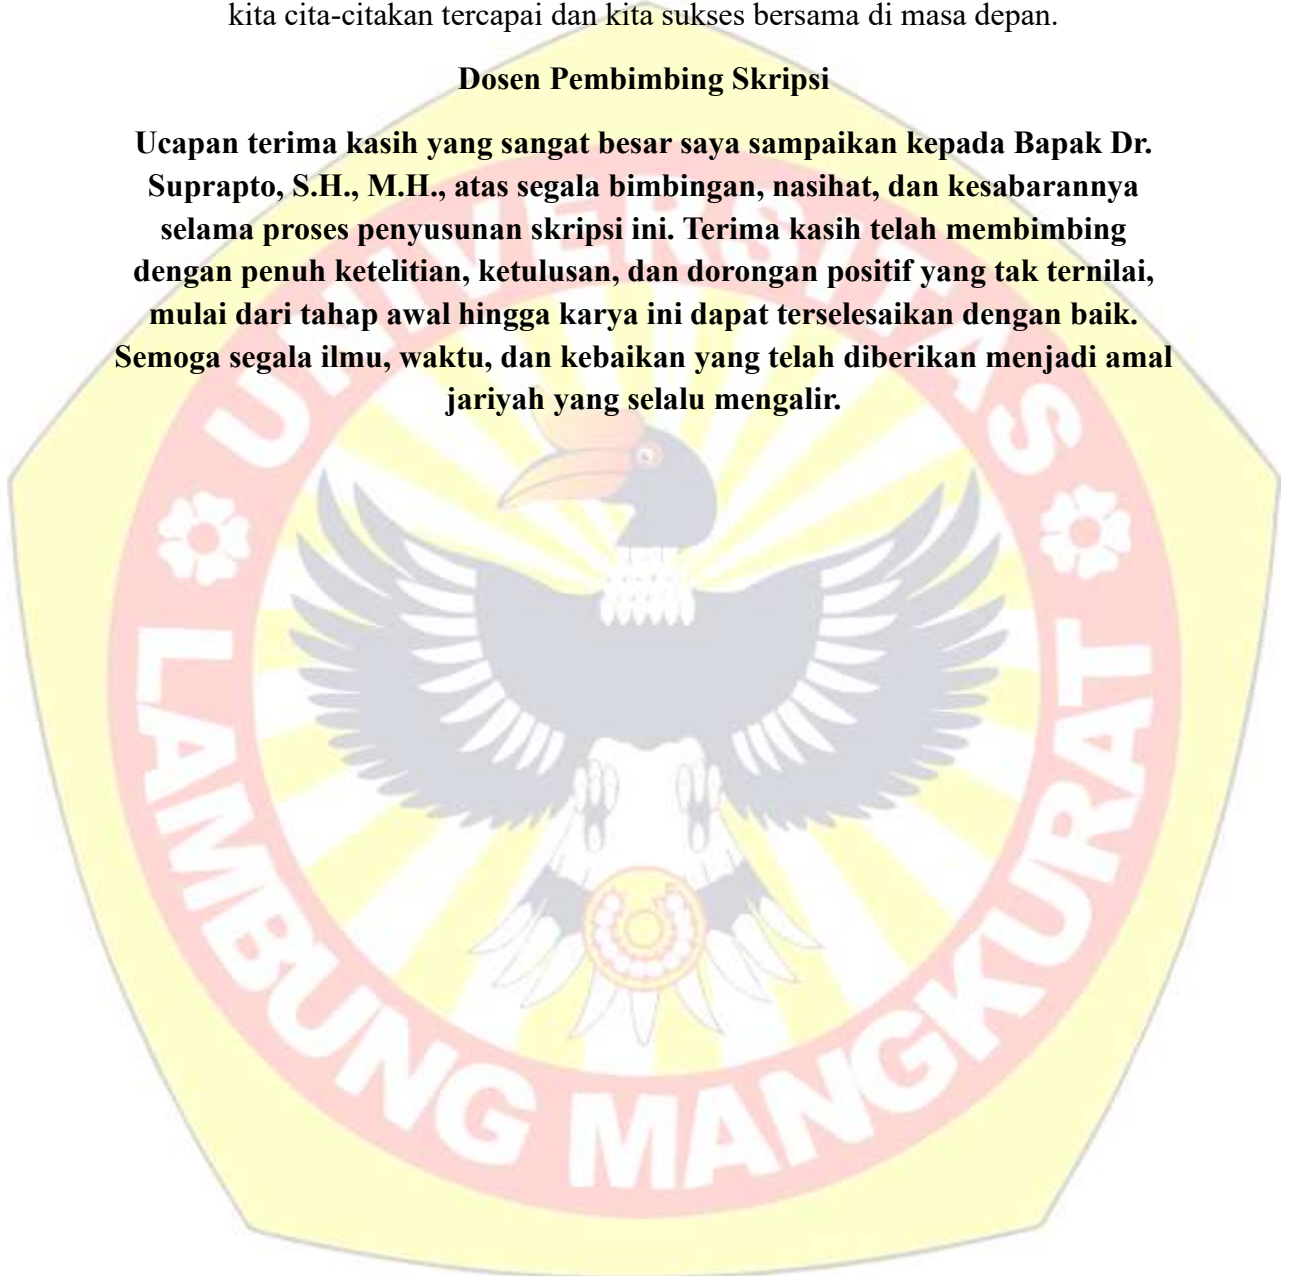 kita cita-citakan tercapai dan kita sukses bersama di masa depan.
Dosen Pembimbing Skripsi
Ucapan terima kasih yang sangat besar saya sampaikan kepada Bapak Dr.
Suprapto, S.H., M.H., atas segala bimbingan, nasihat, dan kesabarannya
selama proses penyusunan skripsi ini. Terima kasih telah membimbing
dengan penuh ketelitian, ketulusan, dan dorongan positif yang tak ternilai,
mulai dari tahap awal hingga karya ini dapat terselesaikan dengan baik.
Semoga segala ilmu, waktu, dan kebaikan yang telah diberikan menjadi amal
jariyah yang selalu mengalir.
UNIVERSITAS
LAMBUNG MANGKURAT